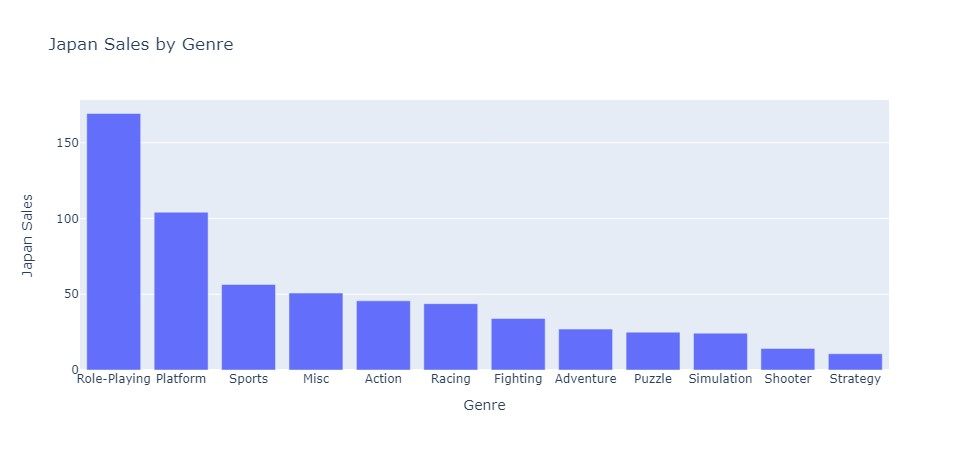 Japan Sales by Genre
Japan Sales
150
100
50
0
Role-Playing Platform Sports Misc Action Racing Fighting Adventure Puzzle Simulation Shooter Strategy
Genre